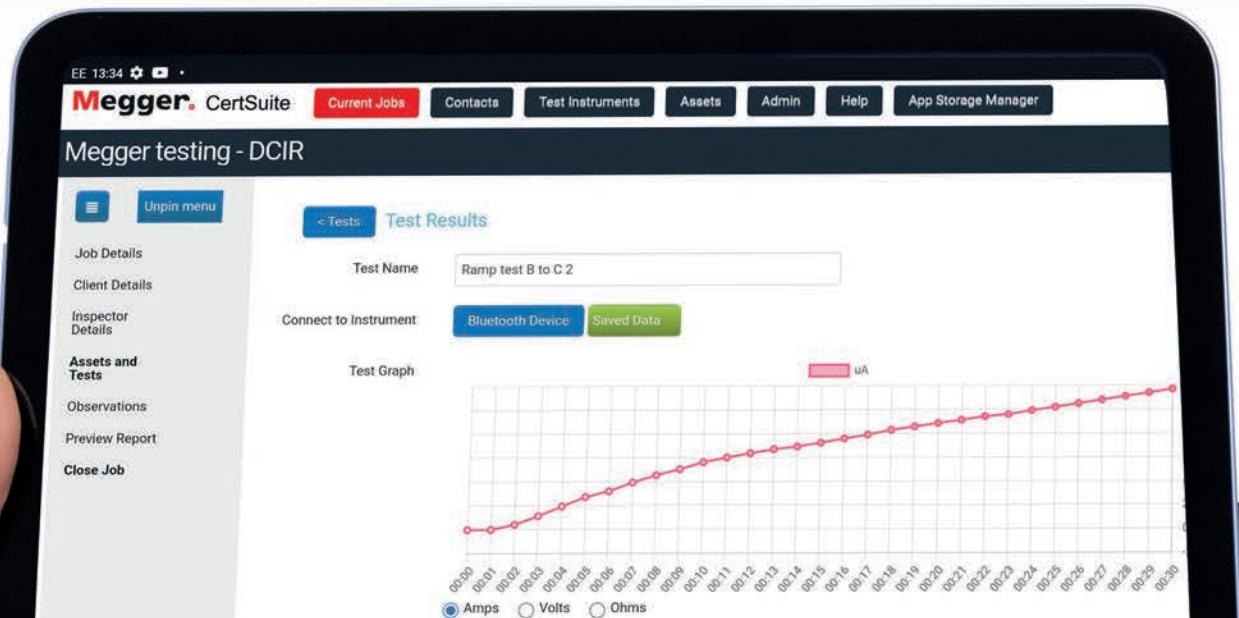 EE 13:34
Megger. CertSuite Current Jobs Contacts Test Instruments Assets Admin Help App Storage Manager
Megger testing - DCIR
Unpin menu
< Tests Test Results
Job Details
Test Name Ramp test B to C 2
Client Details
Inspector
Details
Connect to Instrument Bluetooth Device Saved Data
Assets and
Tests
Test Graph
uA
Observations
Preview Report
Close Job
00:00 00:01 00:02 00:03 00:04 00:05 00:06 00:07 00:08 00:09 00:10 00:11 00:12 00:13 00:14 00:15 00:16 00:17 00:18 00:19 00:20 00:21 00:22 00:23 00:24 00:25 00:26 00:27 00:28 00:29 00:30
Amps Volts Ohms